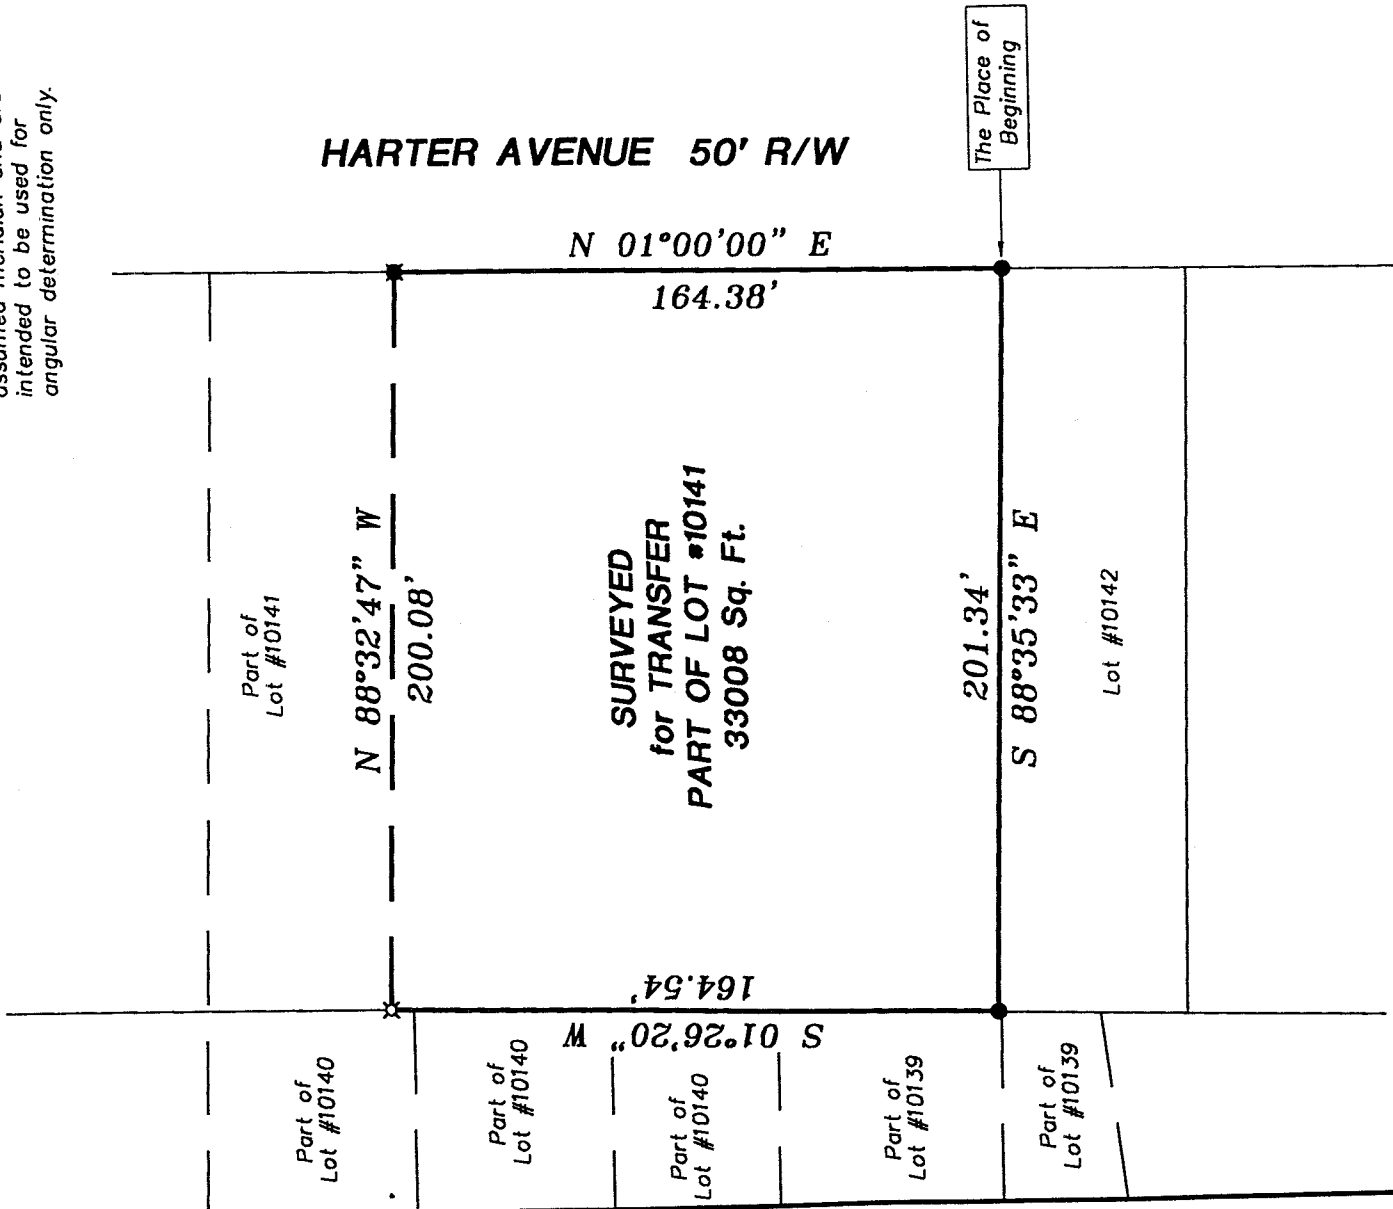 intended to be used for
angular determination only.
HARTER AVENUE 50' R/W
The Place of
Beginning
N 01°00'00" E
164.38'
Part of
Lot #10141
N 88°32'47" W
200.08'
SURVEYED
for TRANSFER
PART OF LOT #10141
33008 Sq. Ft.
201.34'
S 88°35'33" E
Lot #10142
164.54'
S 01°26'20" W
Part of
Lot #10140
Part of
Lot #10140
Part of
Lot #10140
Part of
Lot #10139
Part of
Lot #10139